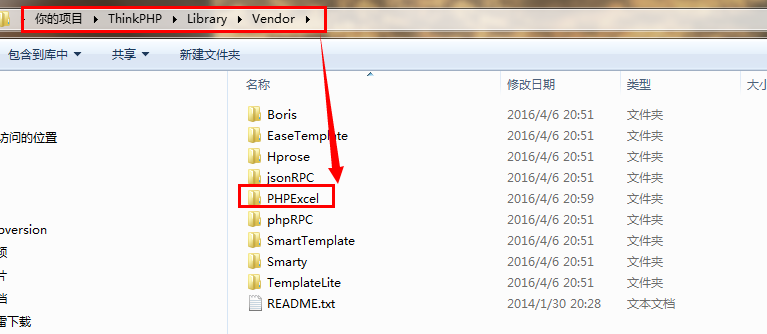 你的项目 ThinkPHP Library Vendor
包含到库中 共享 新建文件夹
名称 修改日期 类型 大小
Boris 2016/4/6 20:51 文件夹
访问的位置 EaseTemplate 2016/4/6 20:51 文件夹
Hprose 2016/4/6 20:51 文件夹
jsonRPC 2016/4/6 20:51 文件夹
PHPExcel 2016/4/6 20:59 文件夹
phpRPC 2016/4/6 20:51 文件夹
bversion SmartTemplate 2016/4/6 20:51 文件夹
频 Smarty 2016/4/6 20:51 文件夹
片 TemplateLite 2016/4/6 20:51 文件夹
档 README.txt 2014/1/30 20:28 文本文档
雷下载